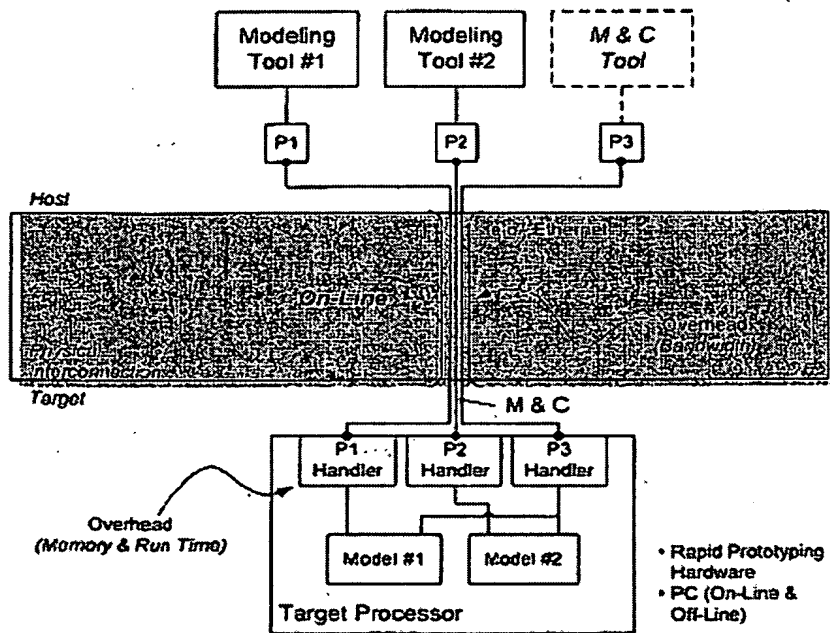 Modeling
Tool #1
Modeling
Tool #2
M & C
Tool
P1
P2
P3
Host
Ethernet
On-Line
Overhead
(Bandwidth)
Physical
Interconnection
Target
M & C
P1
Handler
P2
Handler
P3
Handler
Overhead
(Memory & Run Time)
Model #1
Model #2
Target Processor
• Rapid Prototyping
Hardware
• PC (On-Line &
Off-Line)